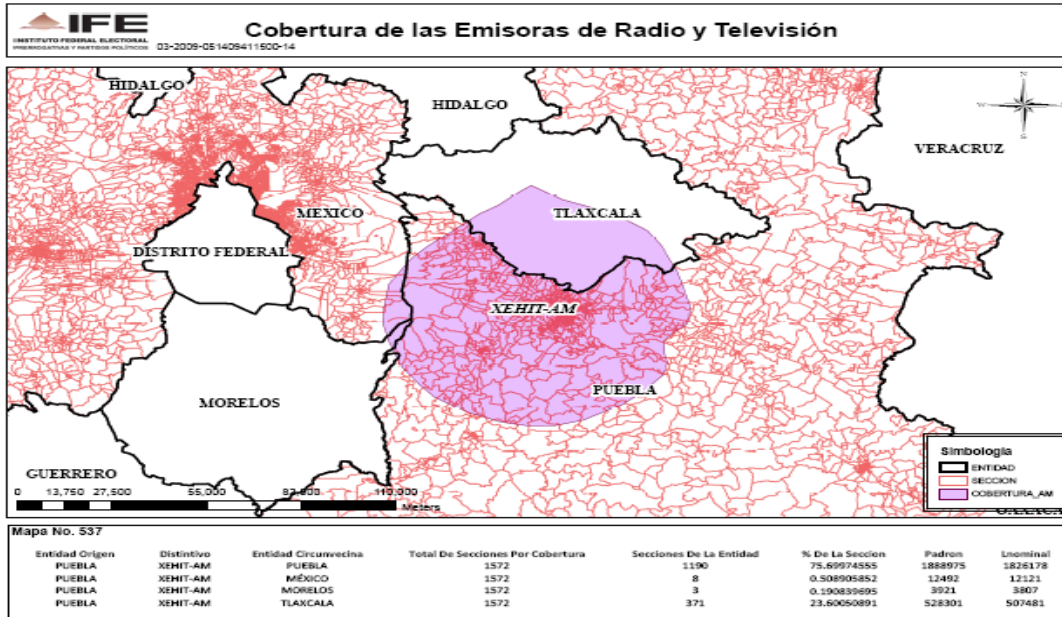 IFE
INSTITUTO FEDERAL ELECTORAL
PRERROGATIVAS Y PARTIDOS POLÍTICOS
03-2009-051409411500-14
Cobertura de las Emisoras de Radio y Televisión
HIDALGO
HIDALGO
N
W
VERACRUZ
MEXICO
TLAXCALA
DISTRITO FEDERAL
XEHIT-AM
PUEBLA
MORELOS
GUERRERO
0 13,750 27,500 55,000 82,500 110,000
Meters
Simbología
ENTIDAD
SECCION
COBERTURA_AM
Mapa No. 537
Entidad Origen Distintivo Entidad Circunvecina Total De Secciones Por Cobertura Secciones De La Entidad % De La Seccion Padron Lnominal
PUEBLA XEHIT-AM PUEBLA 1572 1190 75.69974555 1888975 1826178
PUEBLA XEHIT-AM MÉXICO 1572 8 0.508905852 12492 12121
PUEBLA XEHIT-AM MORELOS 1572 3 0.190839695 3921 3807
PUEBLA XEHIT-AM TLAXCALA 1572 371 23.60050891 528301 507481